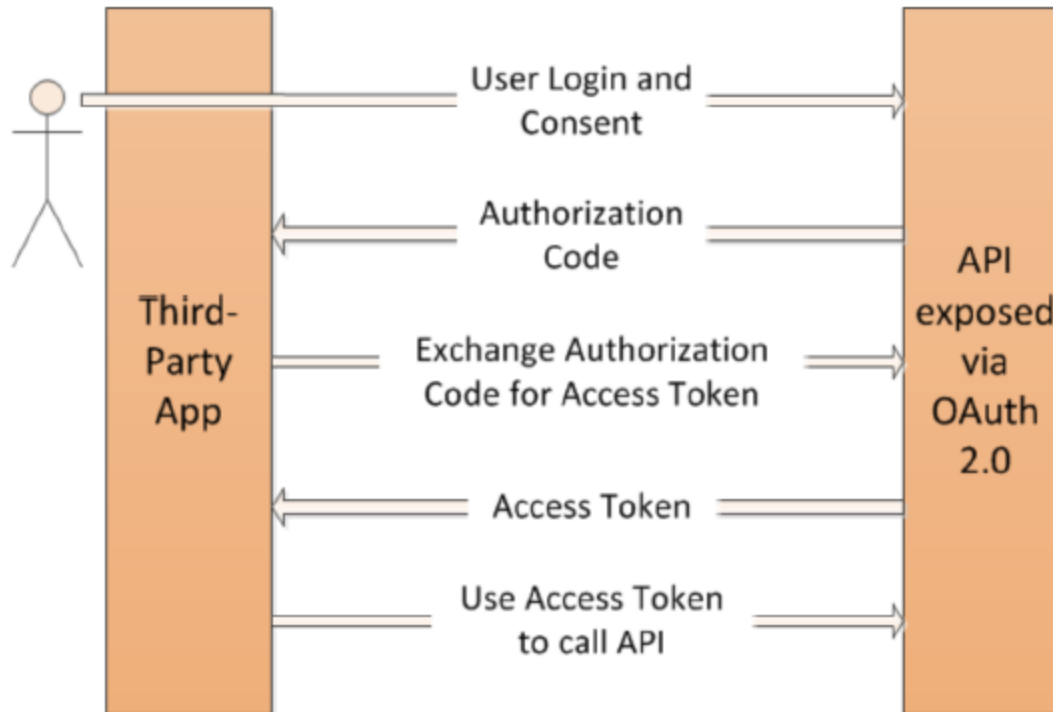 User Login and
Consent
Authorization
Code
Third-
Party
App
API
exposed
via
OAuth
2.0
Exchange Authorization
Code for Access Token
Access Token
Use Access Token
to call API